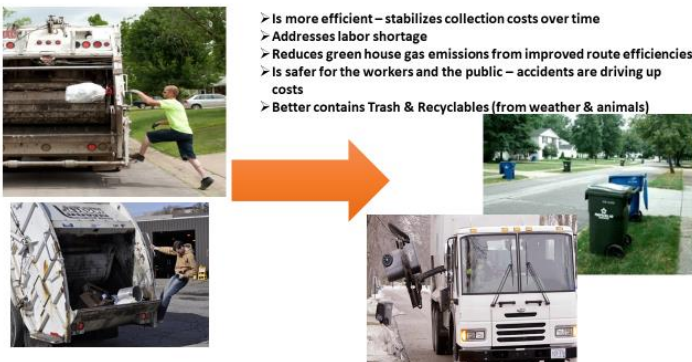 ➢Is more efficient – stabilizes collection costs over time
➢Addresses labor shortage
➢Reduces green house gas emissions from improved route efficiencies
➢Is safer for the workers and the public – accidents are driving up
costs
➢Better contains Trash & Recyclables (from weather & animals)